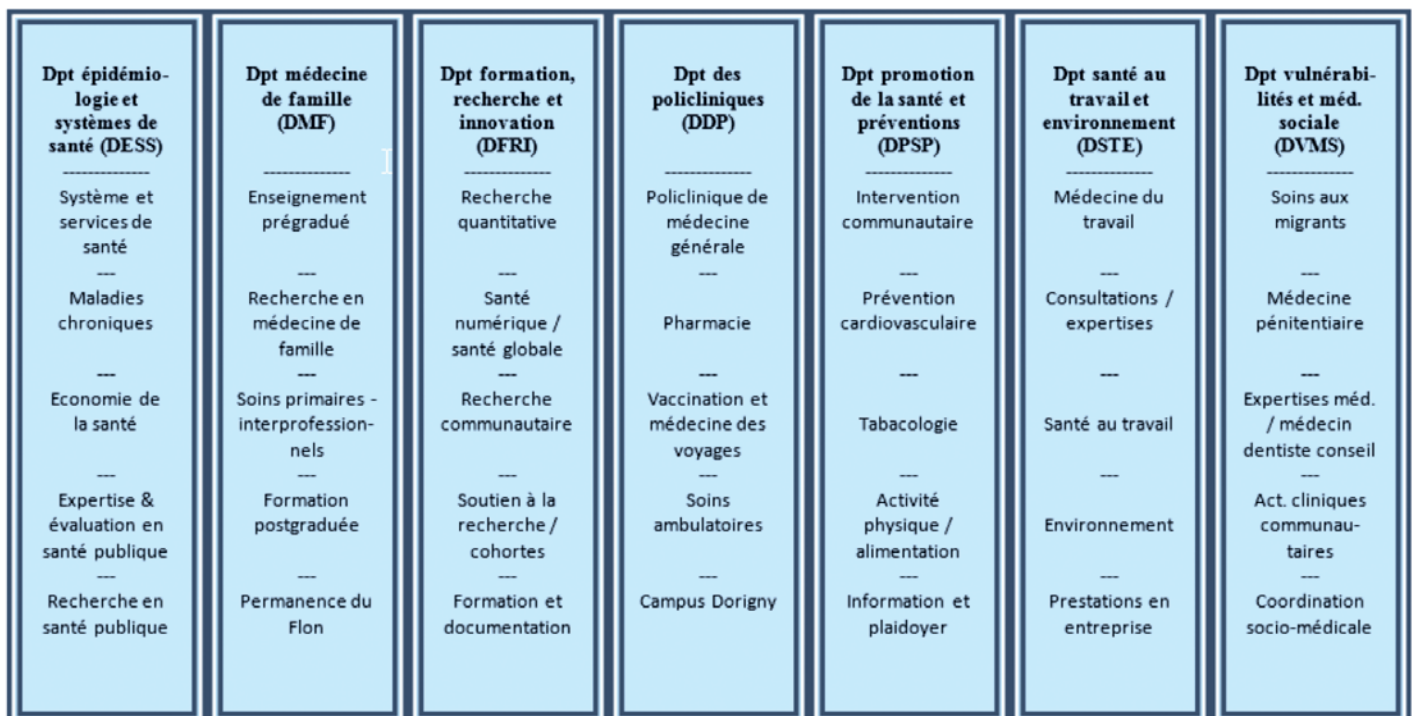 Dpt épidémio-
logie et
systèmes de
santé (DESS)
--------------
Système et
services de
santé
---
Maladies
chroniques
---
Economie de
la santé
---
Expertise &
évaluation en
santé publique
---
Recherche en
santé publique
Dpt médecine
de famille
(DMF)
--------------
Enseignement
prégradué
---
Recherche en
médecine de
famille
---
Soins primaires -
interprofession-
nels
---
Formation
postgraduée
---
Permanence du
Flon
Dpt formation,
recherche et
innovation
(DFRI)
--------------
Recherche
quantitative
---
Santé
numérique /
santé globale
---
Recherche
communautaire
---
Soutien à la
recherche /
cohortes
---
Formation et
documentation
Dpt des
policliniques
(DDP)
--------------
Policlinique de
médecine
générale
---
Pharmacie
---
Vaccination et
médecine des
voyages
---
Soins
ambulatoires
---
Campus Dorigny
Dpt promotion
de la santé et
préventions
(DPSP)
--------------
Intervention
communautaire
---
Prévention
cardiovasculaire
---
Tabacologie
---
Activité
physique /
alimentation
---
Information et
plaidoyer
Dpt santé au
travail et
environnement
(DSTE)
--------------
Médecine du
travail
---
Consultations /
expertises
---
Santé au travail
---
Environnement
---
Prestations en
entreprise
Dpt vulnérabi-
lités et méd.
sociale
(DVMS)
--------------
Soins aux
migrants
---
Médecine
pénitentiaire
---
Expertises méd.
/ médecin
dentiste conseil
---
Act. cliniques
communau-
taires
---
Coordination
socio-médicale